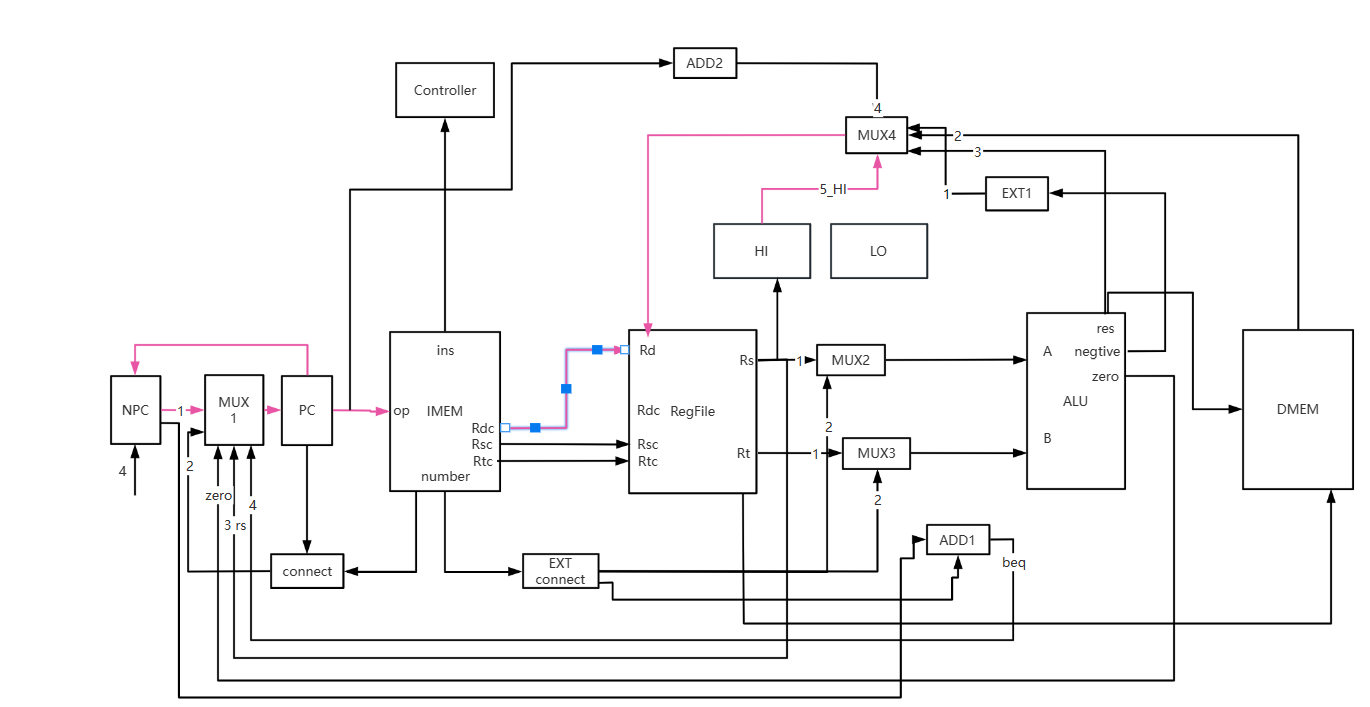 ADD2
Controller
4
MUX4
2
3
5_HI
1
EXT1
HI
LO
ins
Rd
Rs
1
MUX2
res
A
negtive
zero
NPC
1
MUX
1
PC
op
IMEM
Rdc
RegFile
ALU
DMEM
Rdc
Rsc
Rtc
number
Rsc
Rtc
Rt
1
MUX3
2
B
4
2
zero
4
3 rs
2
connect
EXT
connect
ADD1
beq